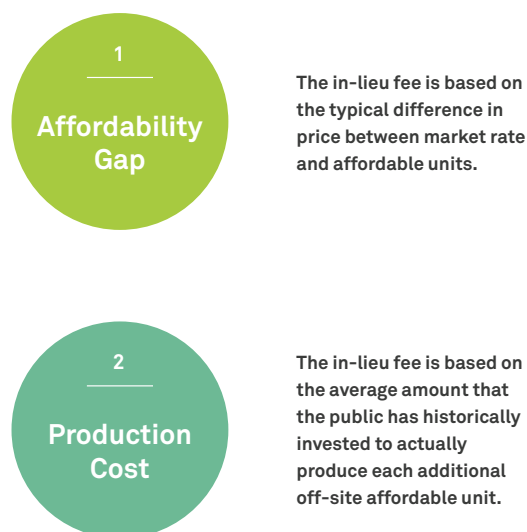 1
Affordability
Gap
The in-lieu fee is based on
the typical difference in
price between market rate
and affordable units.
2
Production
Cost
The in-lieu fee is based on
the average amount that
the public has historically
invested to actually
produce each additional
off-site affordable unit.